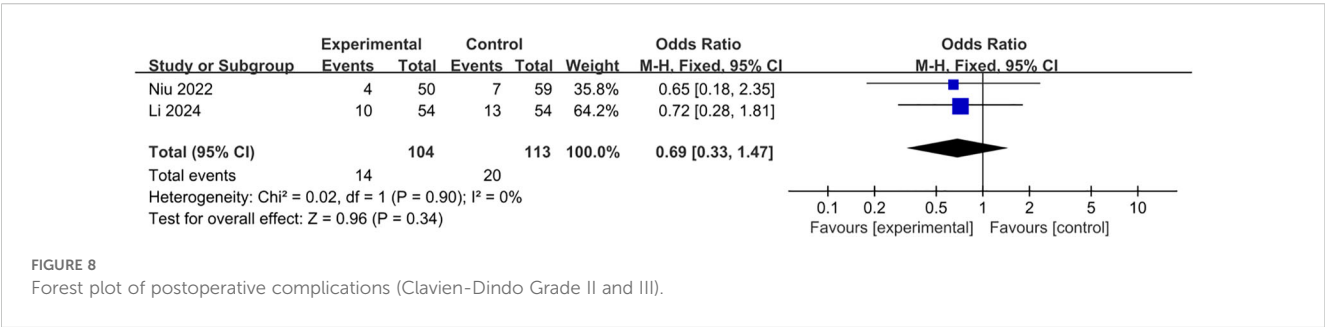 Experimental Control Odds Ratio Odds Ratio
Study or Subgroup Events Total Events Total Weight M-H, Fixed, 95% CI M-H, Fixed, 95% CI
Niu 2022 4 50 7 59 35.8% 0.65 [0.18, 2.35]
Li 2024 10 54 13 54 64.2% 0.72 [0.28, 1.81]
Total (95% CI) 104 113 100.0% 0.69 [0.33, 1.47]
Total events 14 20
Heterogeneity: Chi² = 0.02, df = 1 (P = 0.90); I² = 0%
Test for overall effect: Z = 0.96 (P = 0.34)
0.1 0.2 0.5 1 2 5 10
Favours [experimental] Favours [control]
FIGURE 8
Forest plot of postoperative complications (Clavien-Dindo Grade II and III).